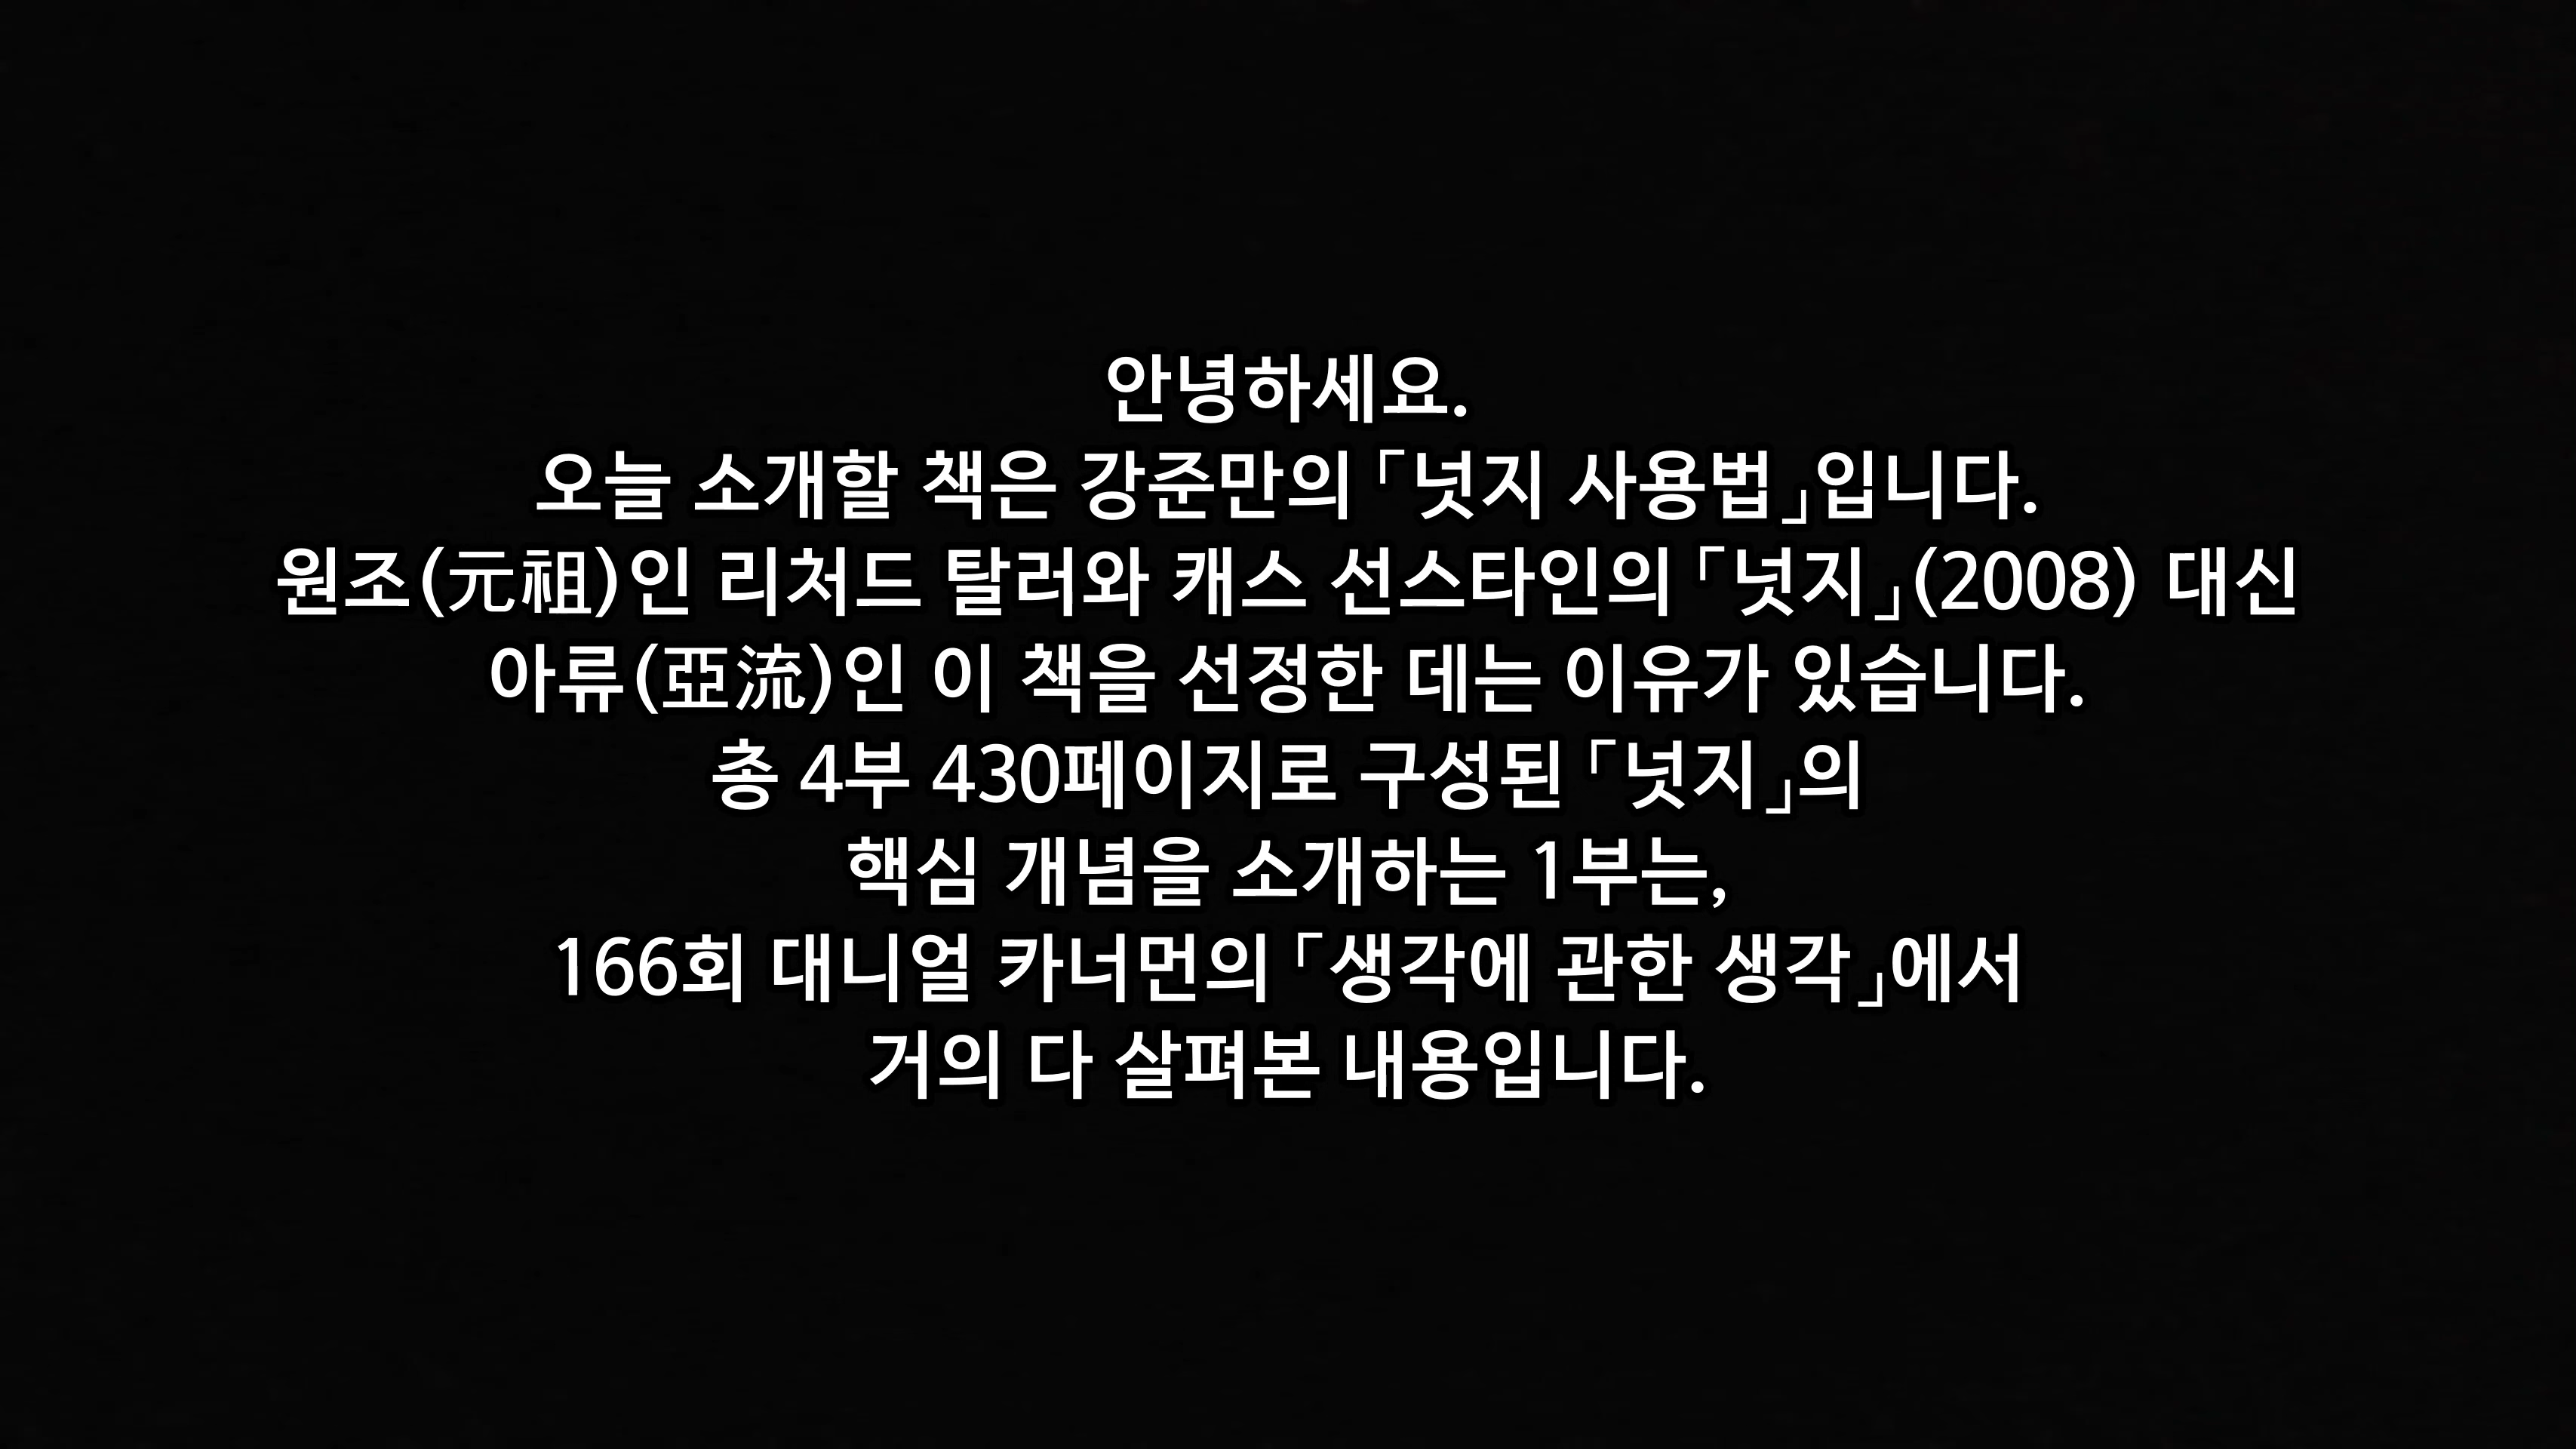 안녕하세요.
오늘 소개할 책은 강준만의 「넛지 사용법」입니다.
원조(元祖)인 리처드 탈러와 캐스 선스타인의 「넛지」(2008) 대신
아류(亞流)인 이 책을 선정한 데는 이유가 있습니다.
총 4부 430페이지로 구성된 「넛지」의
핵심 개념을 소개하는 1부는,
166회 대니얼 카너먼의 「생각에 관한 생각」에서
거의 다 살펴본 내용입니다.